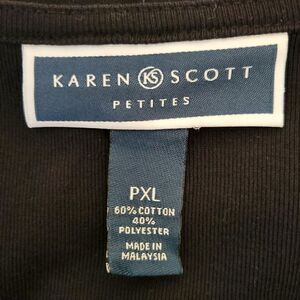 KAREN KS SCOTT
PETITES
PXL
60% COTTON
40%
POLYESTER
MADE IN
MALAYSIA